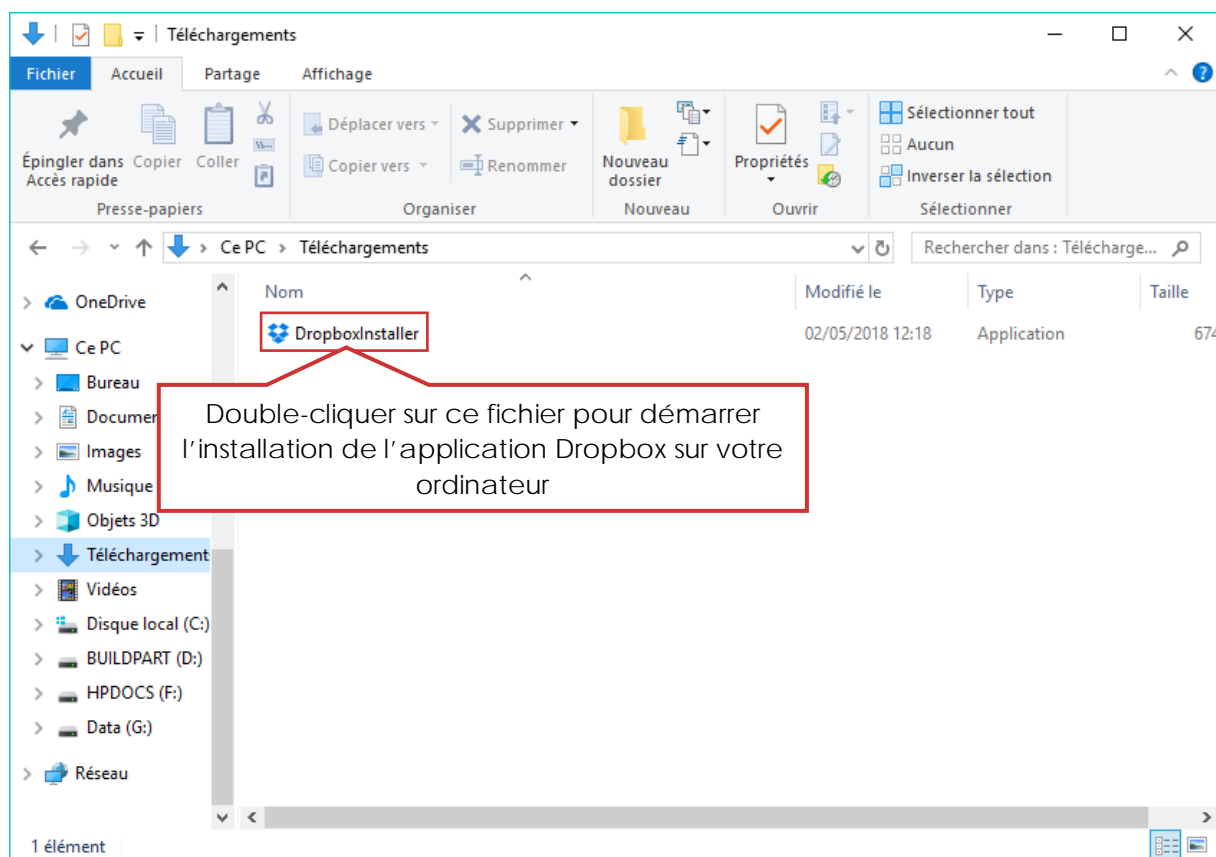 Téléchargements
Fichier Accueil Partage Affichage
Épingler dans Accès rapide
Copier
Coller
Déplacer vers
Copier vers
Supprimer
Renommer
Nouveau dossier
Propriétés
Sélectionner tout
Aucun
Inverser la sélection
Presse-papiers Organiser Nouveau Ouvrir Sélectionner
Ce PC > Téléchargements
Rechercher dans : Télécharge...
Nom Modifié le Type Taille
DropboxInstaller 02/05/2018 12:18 Application 674
Double-cliquer sur ce fichier pour démarrer
l'installation de l'application Dropbox sur votre
ordinateur
OneDrive
Ce PC
Bureau
Documen
Images
Musique
Objets 3D
Téléchargement
Vidéos
Disque local (C:)
BUILDPART (D:)
HPDOCS (F:)
Data (G:)
Réseau
1 élément